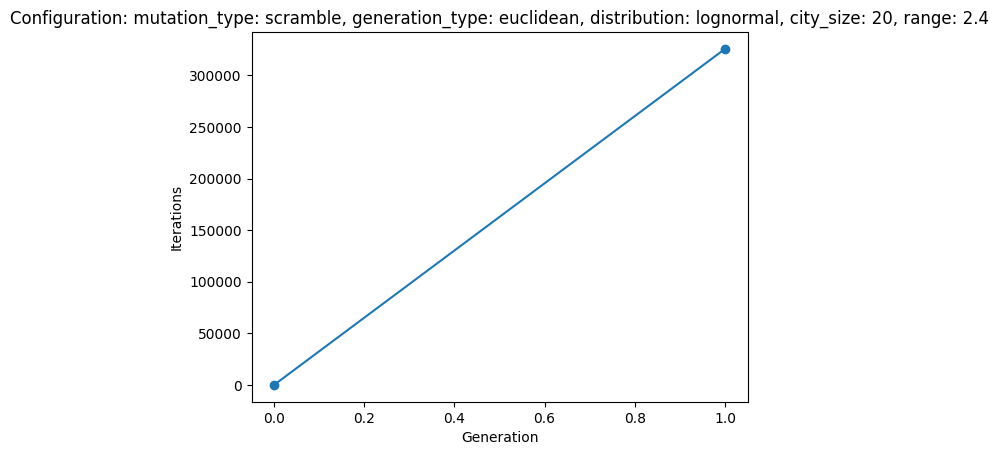 Configuration: mutation_type: scramble, generation_type: euclidean, distribution: lognormal, city_size: 20, range: 2.4
300000
250000
200000
150000
100000
50000
0
Iterations
0.0 0.2 0.4 0.6 0.8 1.0
Generation